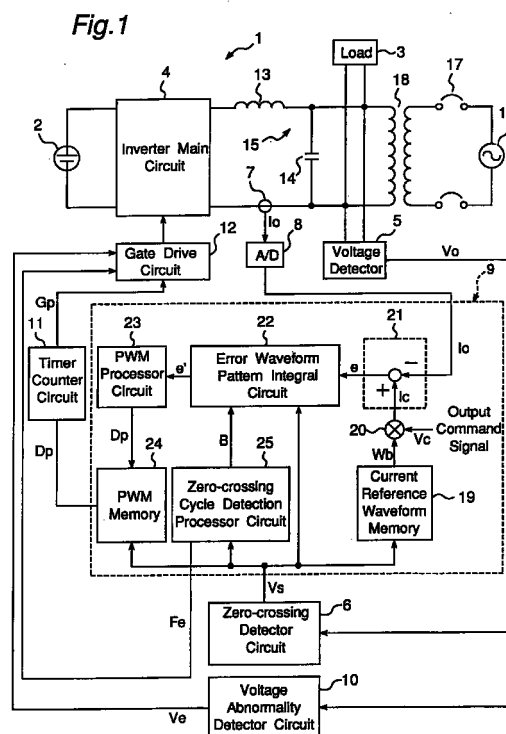 Fig.1
1
Load
3
4
13
18
17
2
Inverter Main
Circuit
15
14
1
7
Io
5
12
8
Gate Drive
Circuit
A/D
Voltage
Detector
Vo
9
Gp
11
23
22
21
Timer
Counter
Circuit
PWM
Processor
Circuit
e'
Error Waveform
Pattern Integral
Circuit
e
−
+
Io
Ic
Output
Command
Signal
20
Vc
Dp
Dp
24
B
25
Wb
PWM
Memory
Zero-crossing
Cycle Detection
Processor Circuit
Current
Reference
Waveform
Memory
19
Vs
Fe
6
Zero-crossing
Detector
Circuit
10
Ve
Voltage
Abnormality
Detector Circuit